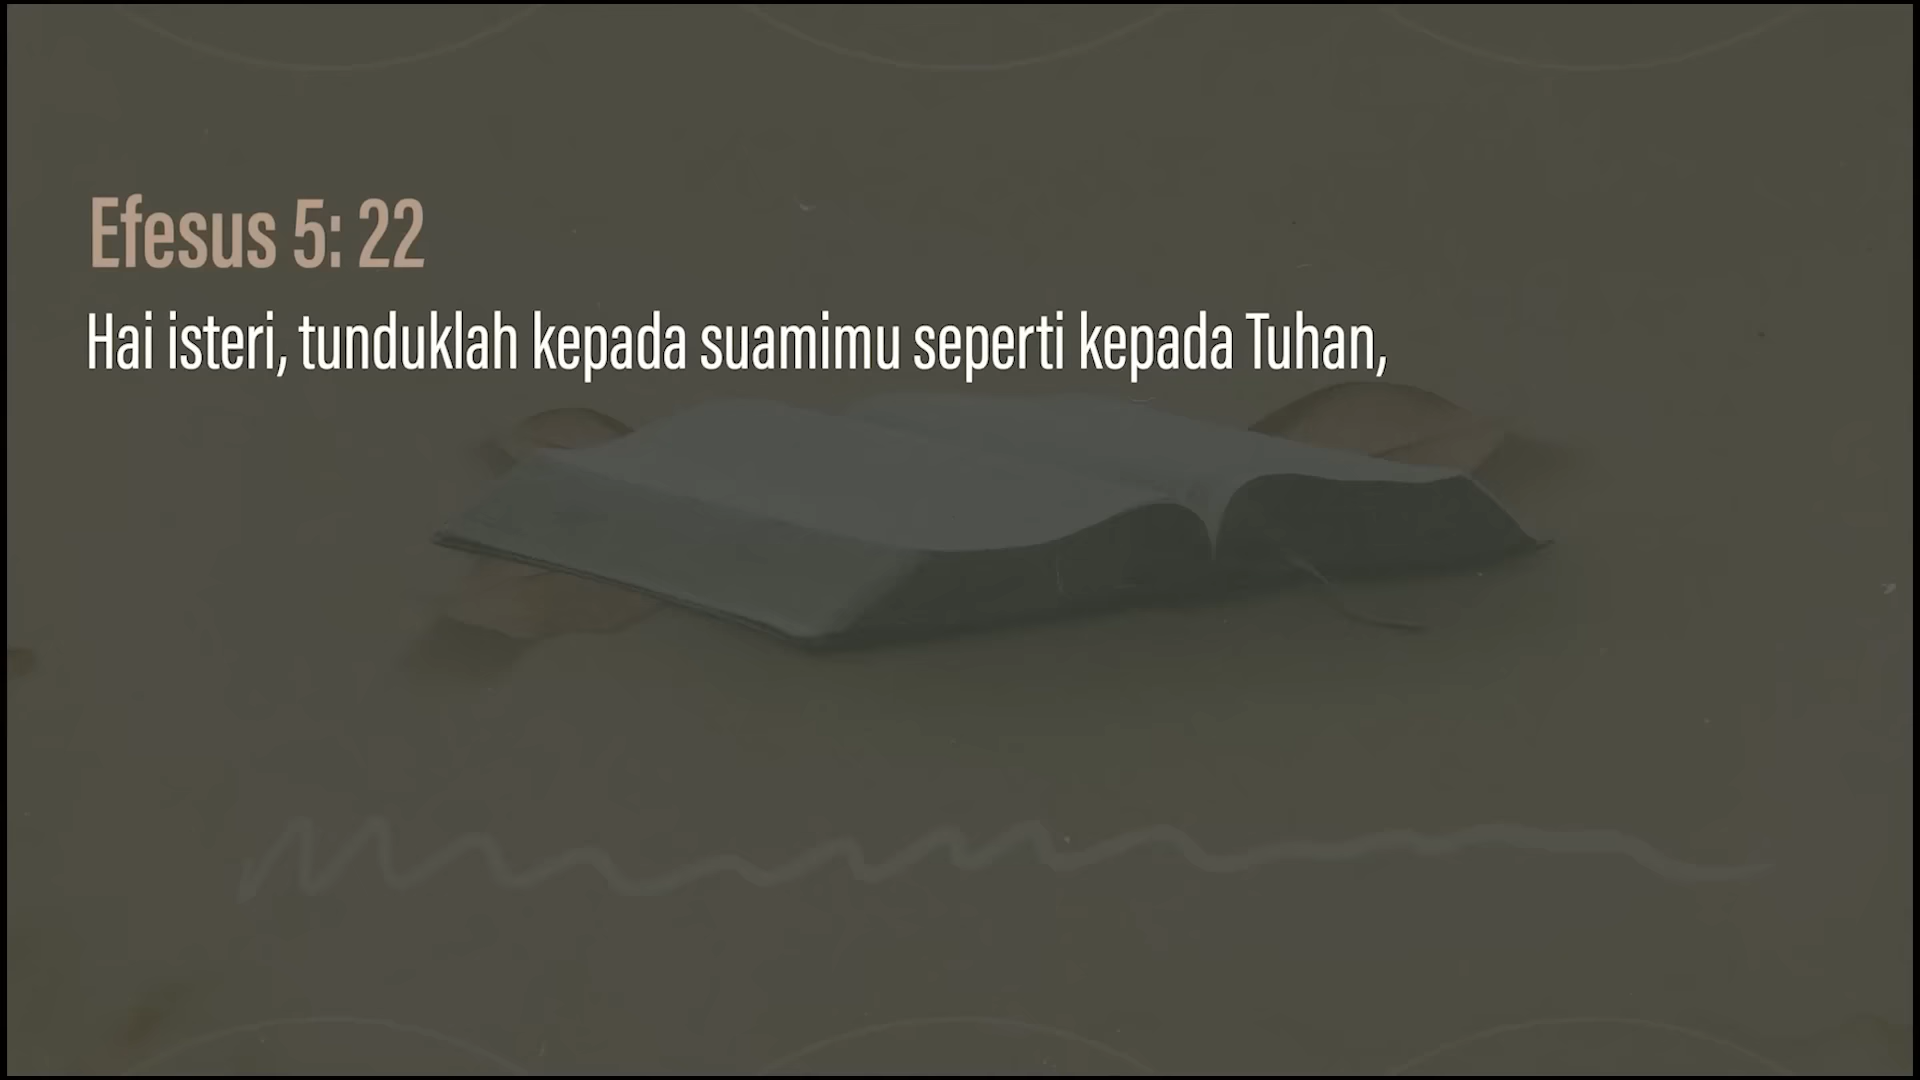 Efesus 5: 22
Hai isteri, tunduklah kepada suamimu seperti kepada Tuhan,